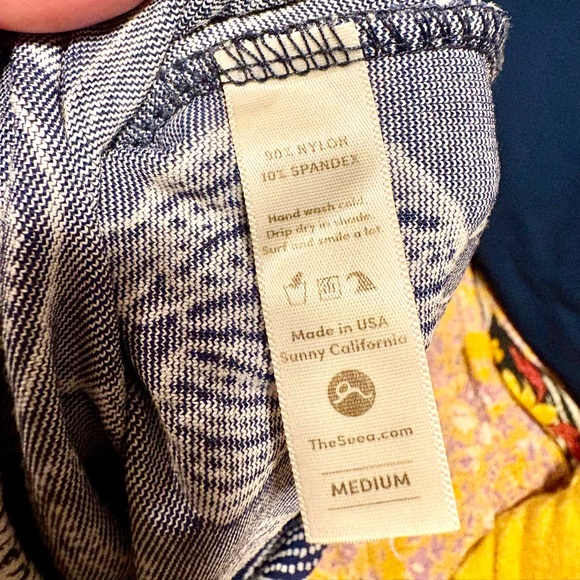 90% NYLON
10% SPANDEX
Hand wash cold.
Drip dry in shade.
Surf and smile a lot.
Made in USA
Sunny California
TheSeea.com
MEDIUM